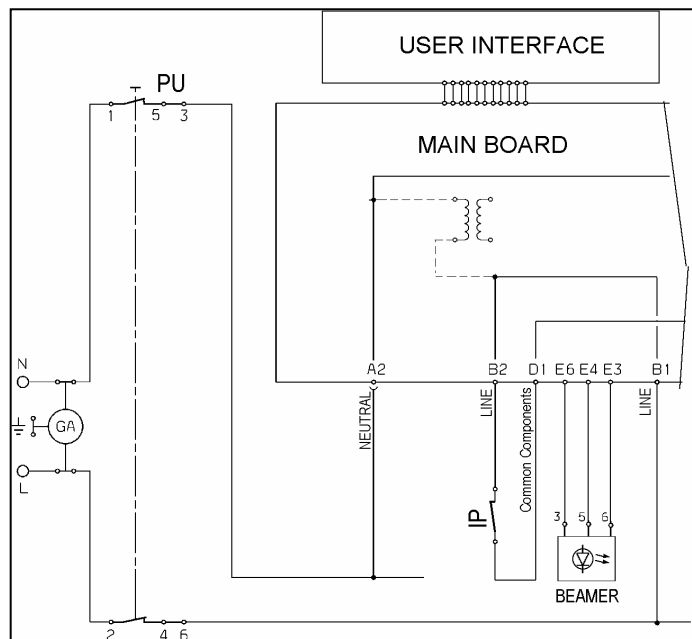 USER INTERFACE
PU
1 5 3
MAIN BOARD
N
A2 B2 D1 E6 E4 E3 B1
GA
NEUTRAL
LINE
Common Components
LINE
L
IP
3 5 6
BEAMER
2 4 6